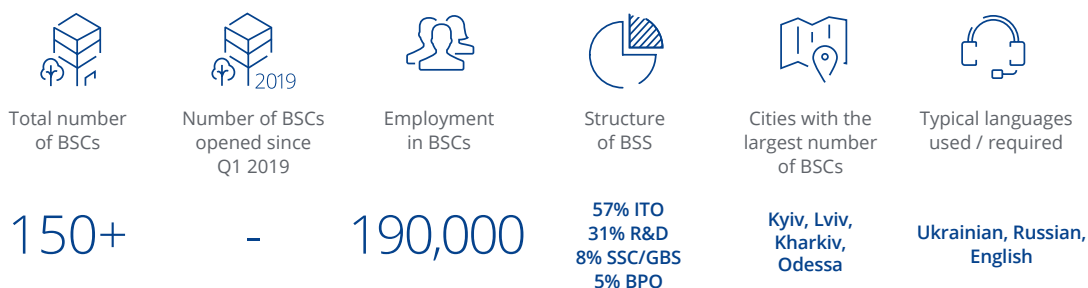 2019
Total number
of BSCs
Number of BSCs
opened since
Q1 2019
Employment
in BSCs
Structure
of BSS
Cities with the
largest number
of BSCs
Typical languages
used / required
150+
-
190,000
57% ITO
31% R&D
8% SSC/GBS
5% BPO
Kyiv, Lviv,
Kharkiv,
Odessa
Ukrainian, Russian,
English